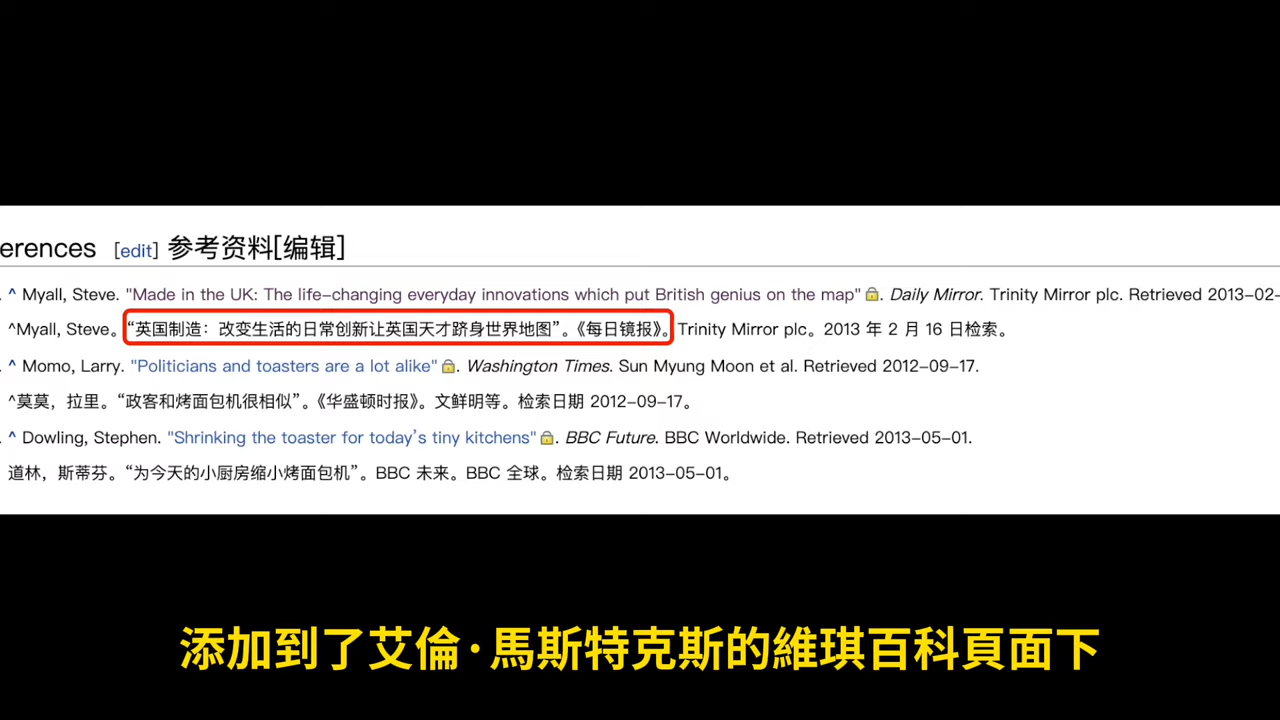 erences [edit] 参考资料[编辑]
. ^ Myall, Steve. "Made in the UK: The life-changing everyday innovations which put British genius on the map" . Daily Mirror. Trinity Mirror plc. Retrieved 2013-02-
^Myall, Steve。“英国制造：改变生活的日常创新让英国天才跻身世界地图”。《每日镜报》。Trinity Mirror plc。2013 年 2 月 16 日检索。
. ^ Momo, Larry. "Politicians and toasters are a lot alike" . Washington Times. Sun Myung Moon et al. Retrieved 2012-09-17.
^莫莫，拉里。“政客和烤面包机很相似”。《华盛顿时报》。文鲜明等。检索日期 2012-09-17。
. ^ Dowling, Stephen. "Shrinking the toaster for today's tiny kitchens" . BBC Future. BBC Worldwide. Retrieved 2013-05-01.
道林，斯蒂芬。“为今天的小厨房缩小烤面包机”。BBC 未来。BBC 全球。检索日期 2013-05-01。
添加到了艾倫·馬斯特克斯的維琪百科頁面下